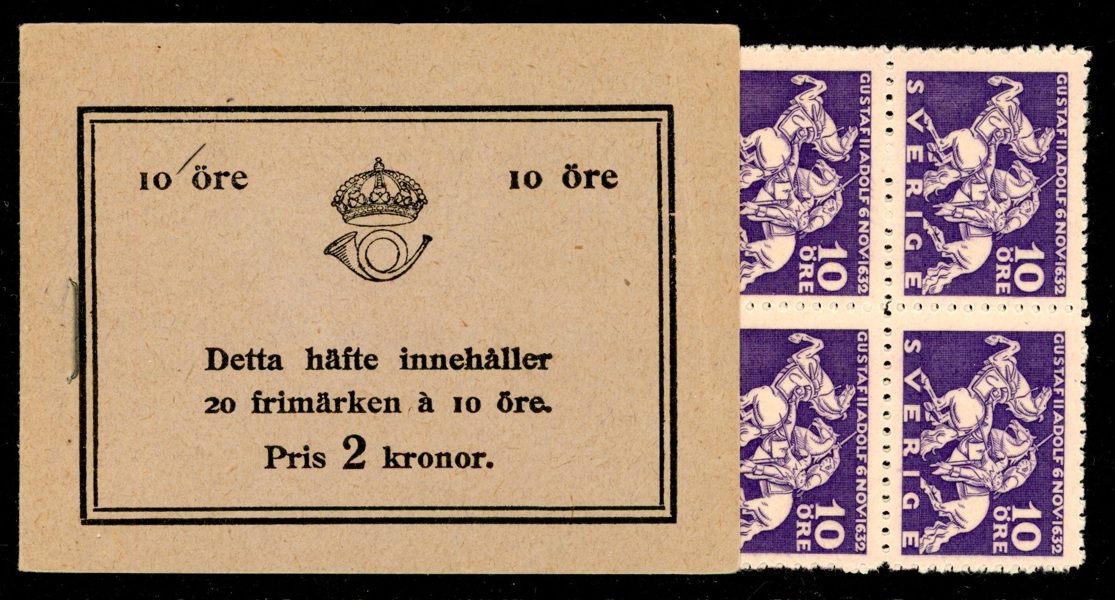 10 öre
10 öre
Detta häfte innehåller
20 frimärken à 10 öre.
Pris 2 kronor.
GUSTAF II ADOLF 6 NOV 1632
10
ÖRE
GUSTAF II ADOLF 6 NOV 1632
SVERIGE
10
ÖRE
GUSTAF II ADOLF 6 NOV 1632
10
ÖRE
GUSTAF II ADOLF 6 NOV 1632
SVERIGE
10
ÖRE